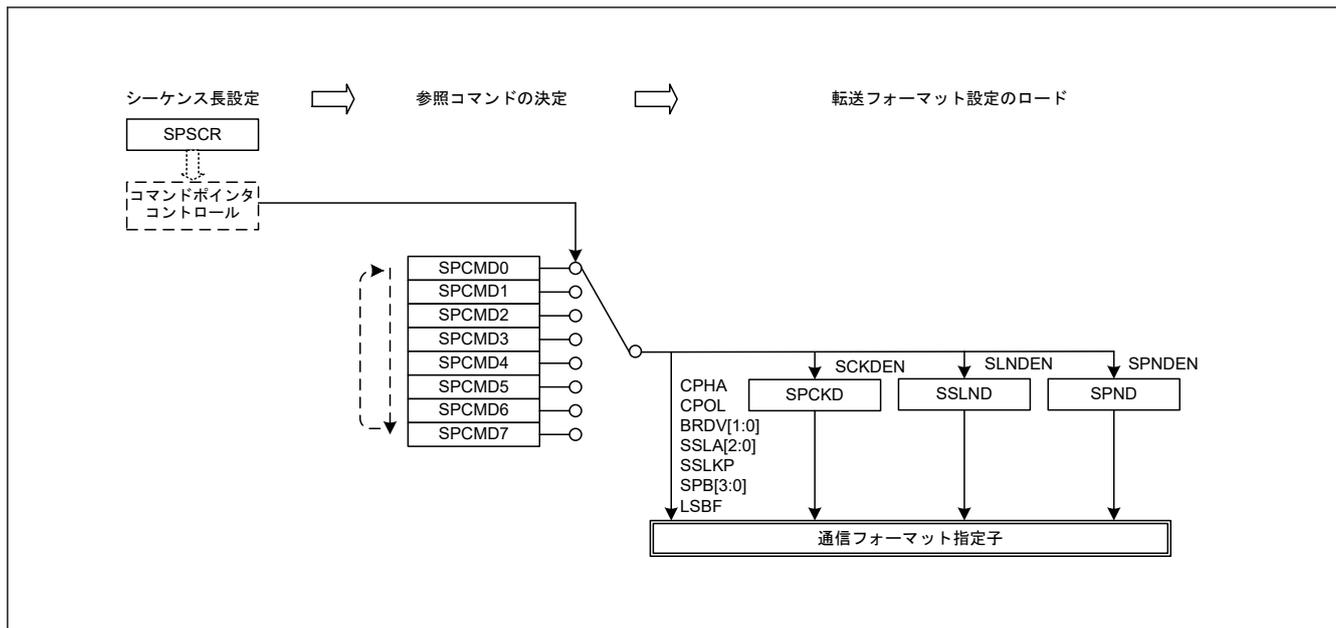 シーケンス長設定
参照コマンドの決定
転送フォーマット設定のロード
SPSCR
コマンドポインタ
コントロール
SPCMD0
SPCMD1
SPCMD2
SPCMD3
SPCMD4
SPCMD5
SPCMD6
SPCMD7
CPHA
CPOL
BRDV[1:0]
SSLA[2:0]
SSLKP
SPB[3:0]
LSBF
SCKDEN
SPCKD
SLNDEN
SSLND
SPNDEN
SPND
通信フォーマット指定子